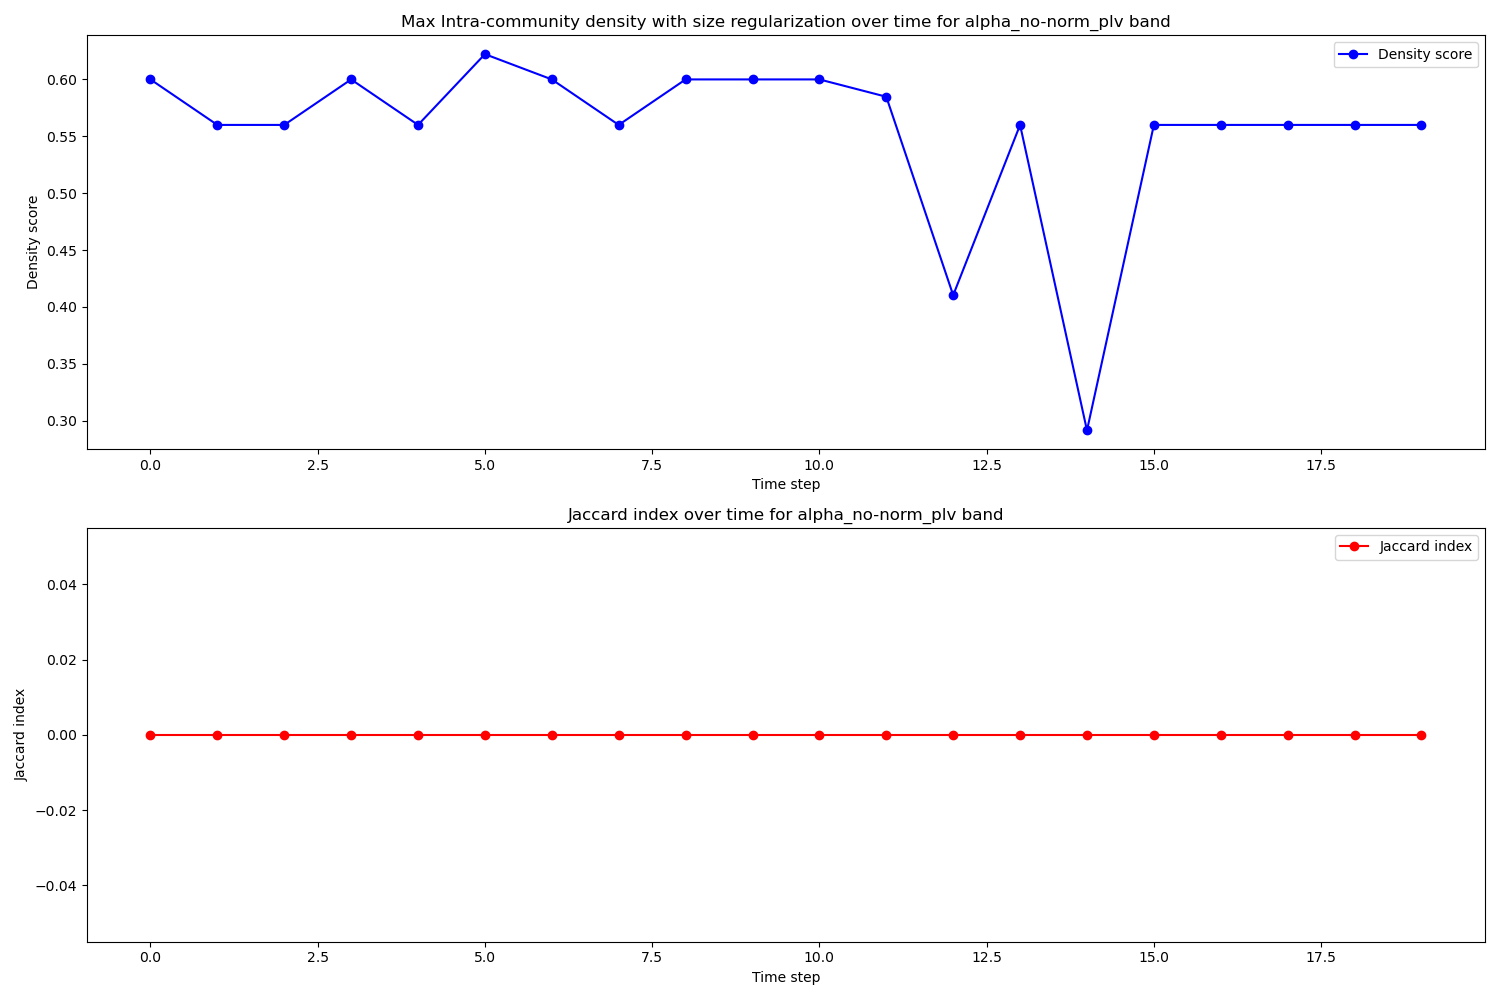 Max Intra-community density with size regularization over time for alpha_no-norm_plv band
Density score
0.60
0.55
0.50
0.45
0.40
0.35
0.30
Density score
0.0 2.5 5.0 7.5 10.0 12.5 15.0 17.5
Time step
Jaccard index over time for alpha_no-norm_plv band
Jaccard index
0.04
0.02
0.00
−0.02
−0.04
Jaccard index
0.0 2.5 5.0 7.5 10.0 12.5 15.0 17.5
Time step